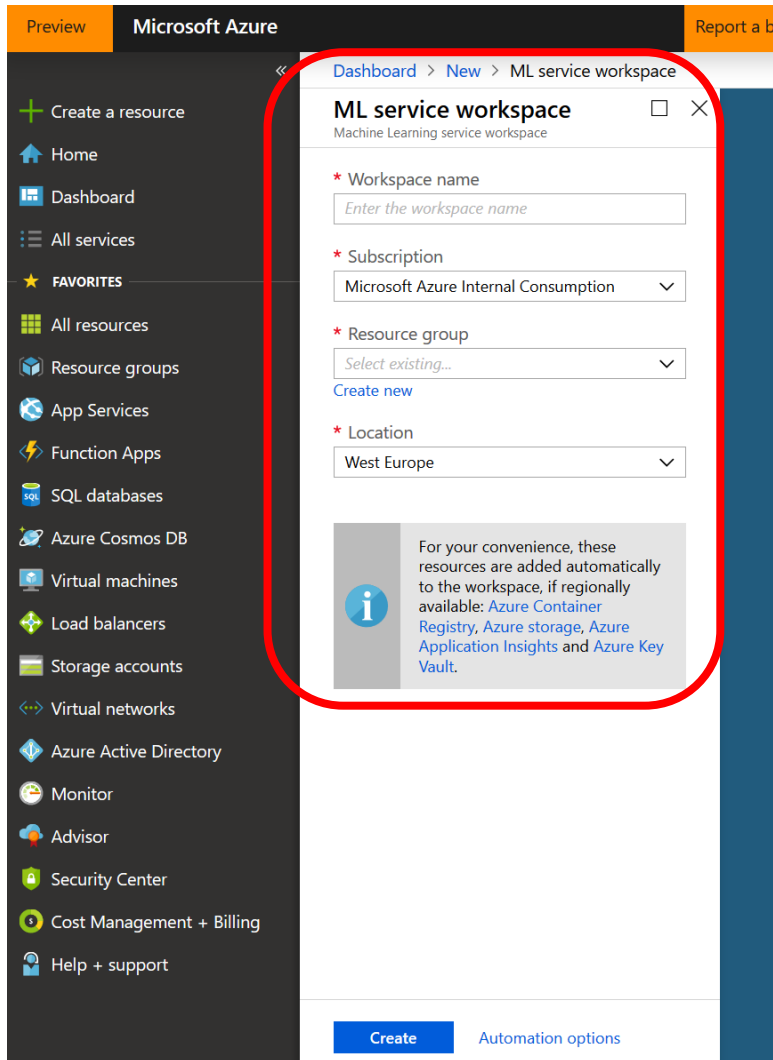 Preview
Microsoft Azure
Report a b
«
Dashboard > New > ML service workspace
ML service workspace
Machine Learning service workspace
Create a resource
Home
Dashboard
All services
FAVORITES
All resources
Resource groups
App Services
Function Apps
SQL databases
Azure Cosmos DB
Virtual machines
Load balancers
Storage accounts
Virtual networks
Azure Active Directory
Monitor
Advisor
Security Center
Cost Management + Billing
Help + support
* Workspace name
Enter the workspace name
* Subscription
Microsoft Azure Internal Consumption
* Resource group
Select existing...
Create new
* Location
West Europe
For your convenience, these
resources are added automatically
to the workspace, if regionally
available: Azure Container
Registry, Azure storage, Azure
Application Insights and Azure Key
Vault.
Create
Automation options